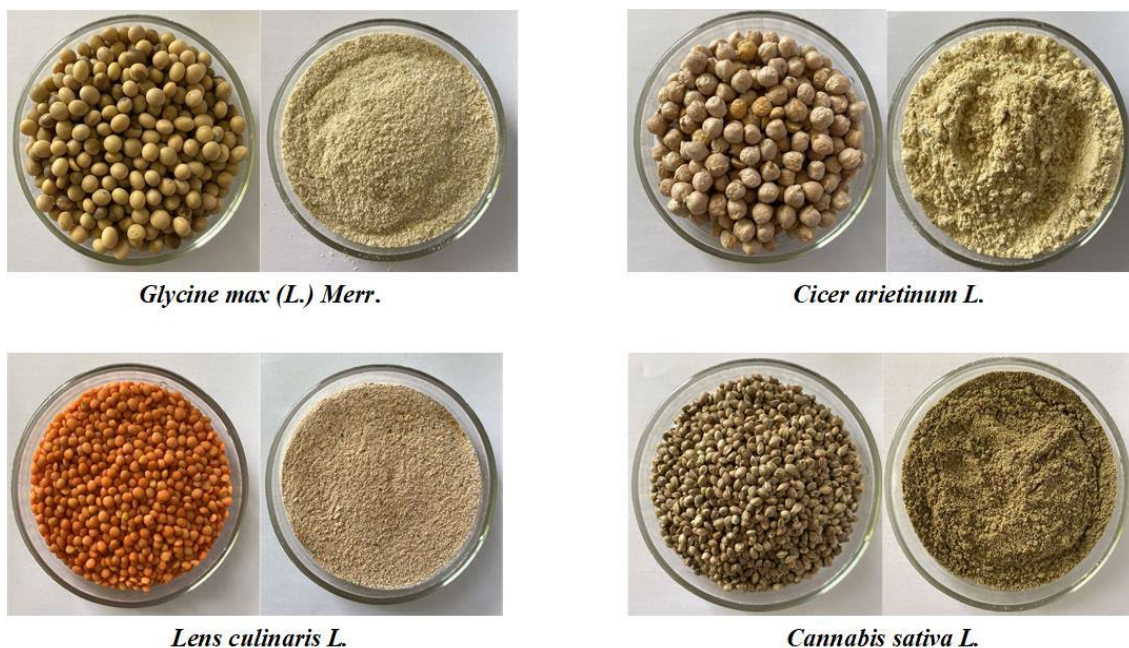 Glycine max (L.) Merr.
Cicer arietinum L.
Lens culinaris L.
Cannabis sativa L.